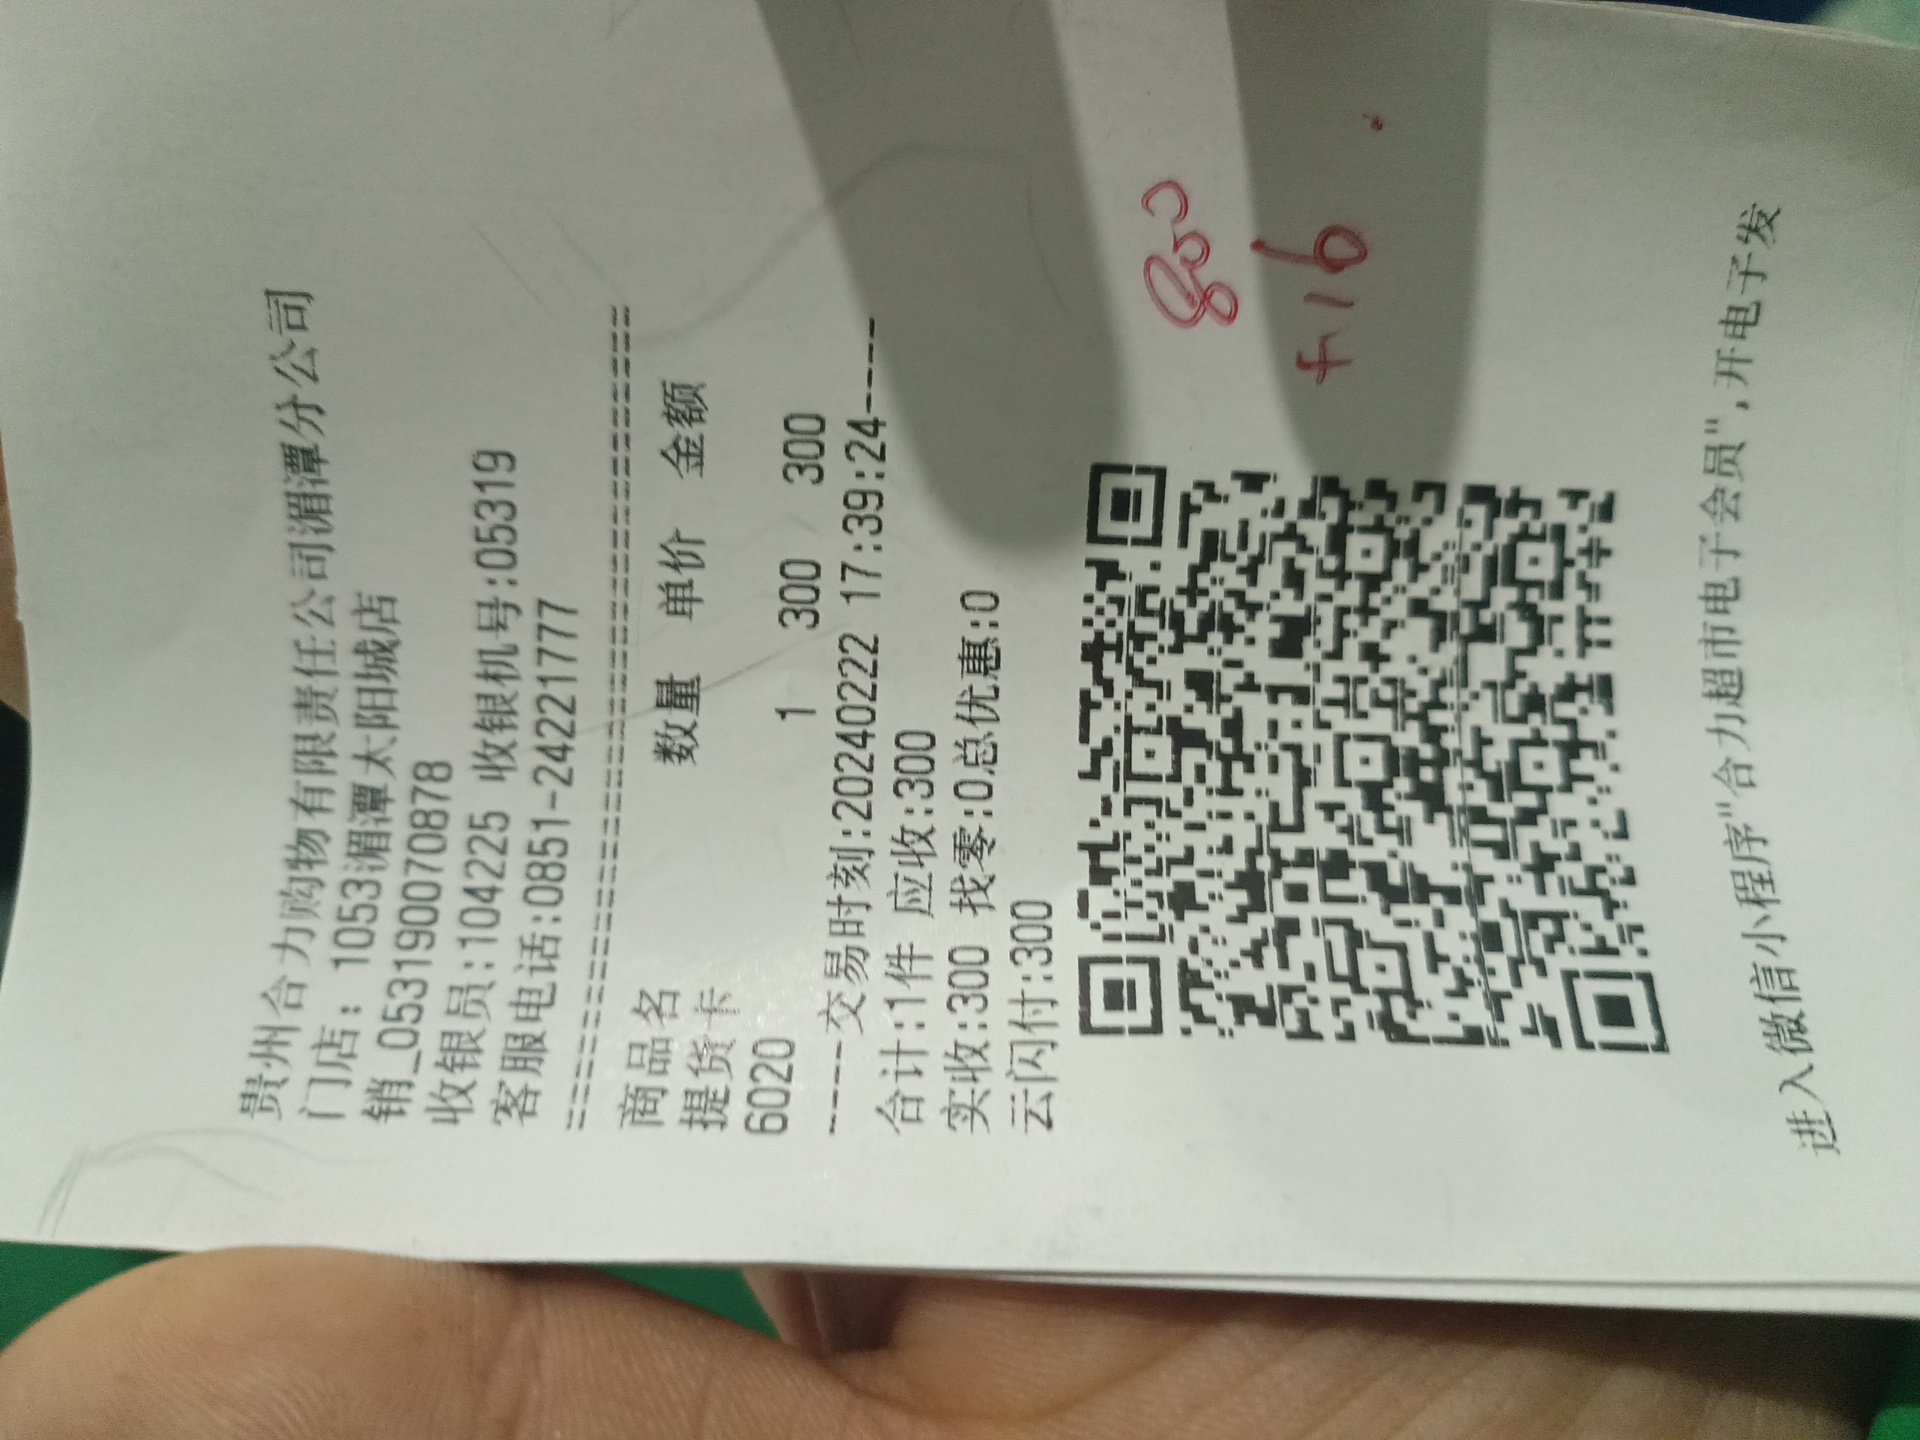 贵州合力购物有限责任公司湄潭分公司
门店: 1053湄潭太阳城店
销_053190070878
收银员:104225 收银机号:05319
客服电话:0851-24221777
========================================
商品名 数量 单价 金额
提货卡
6020 1 300 300
-----交易时刻:20240222 17:39:24-----
合计:1件 应收:300
实收:300 找零:0总优惠:0
云闪付:300
进入微信小程序"合力超市电子会员",开电子发